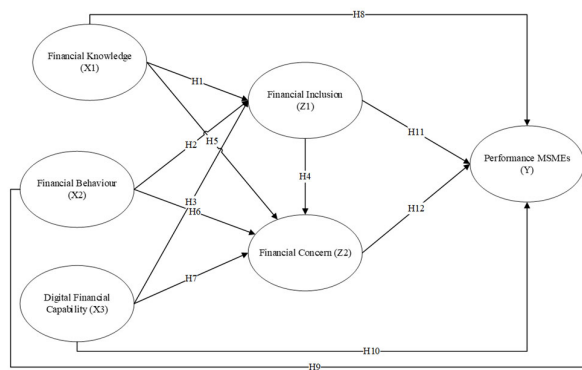 H8
Financial Knowledge
(X1)
H1
Financial Inclusion
(Z1)
H11
H2
H5
Performance MSMEs
(Y)
Financial Behaviour
(X2)
H4
H3
H6
H12
Financial Concern (Z2)
H7
Digital Financial
Capability (X3)
H10
H9